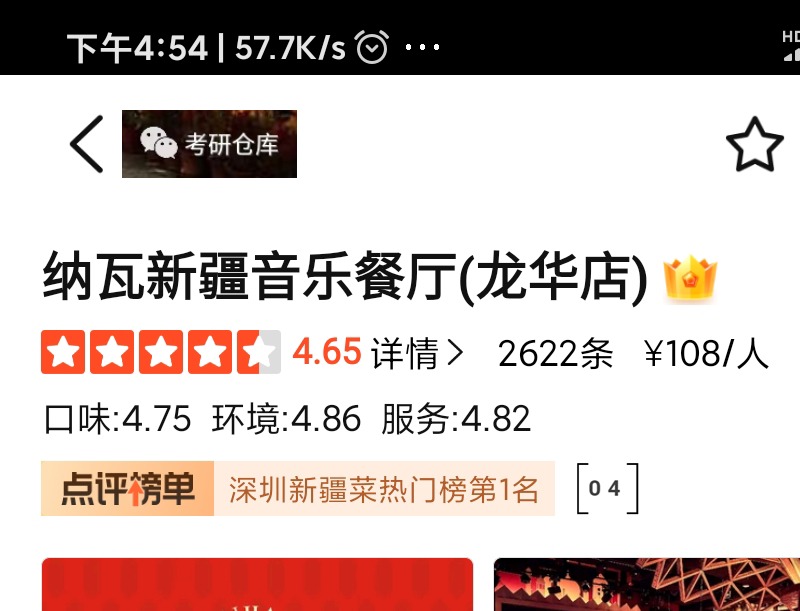 下午4:54 | 57.7K/s ...
HD
考研仓库
纳瓦新疆音乐餐厅(龙华店)
4.65 详情> 2622条 ¥108/人
口味:4.75 环境:4.86 服务:4.82
点评榜单 深圳新疆菜热门榜第1名 [04]